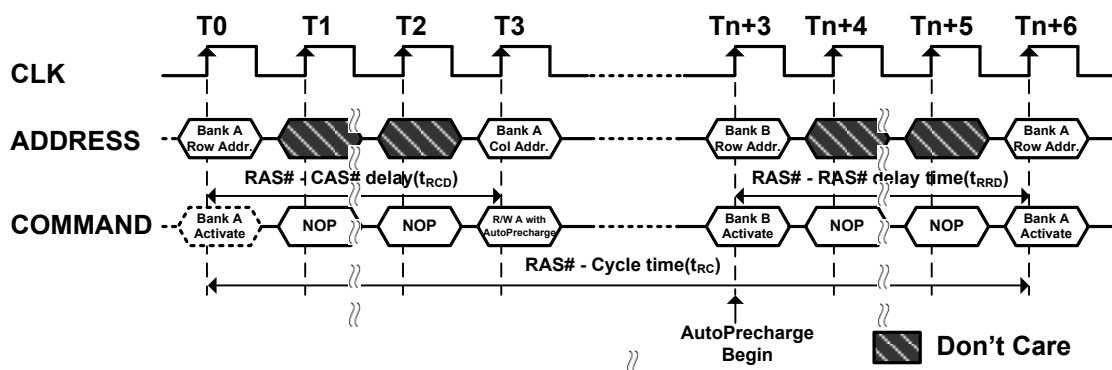 T0 T1 T2 T3 Tn+3 Tn+4 Tn+5 Tn+6
CLK
ADDRESS
Bank A
Row Addr.
Bank A
Col Addr.
Bank B
Row Addr.
Bank A
Row Addr.
RAS# - CAS# delay(tRCD)
RAS# - RAS# delay time(tRRD)
COMMAND
Bank A
Activate
NOP
NOP
R/W A with
AutoPrecharge
Bank B
Activate
NOP
NOP
Bank A
Activate
RAS# - Cycle time(tRC)
AutoPrecharge
Begin
Don't Care